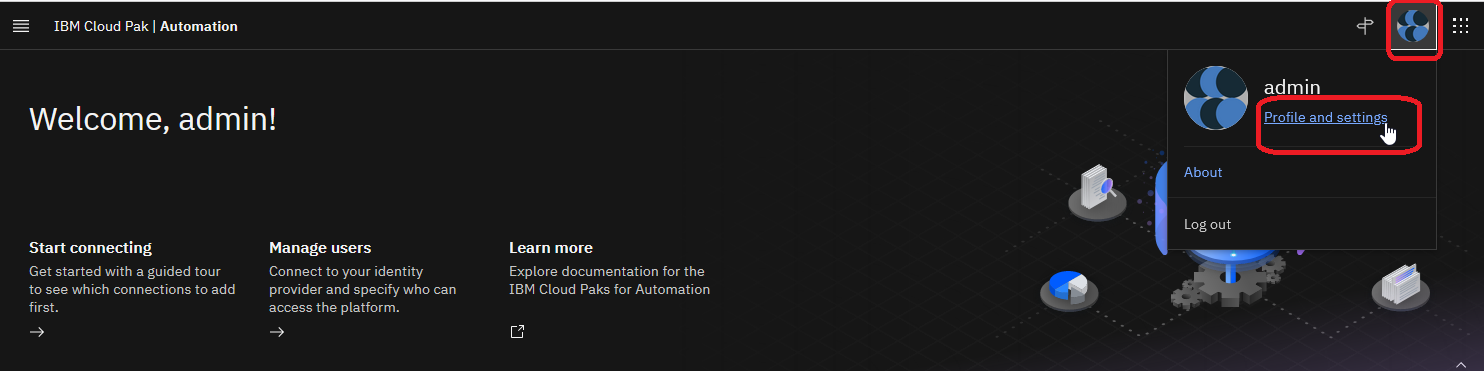 IBM Cloud Pak | Automation
admin
Profile and settings
About
Log out
Welcome, admin!
Start connecting
Get started with a guided tour
to see which connections to add
first.
Manage users
Connect to your identity
provider and specify who can
access the platform.
Learn more
Explore documentation for the
IBM Cloud Paks for Automation